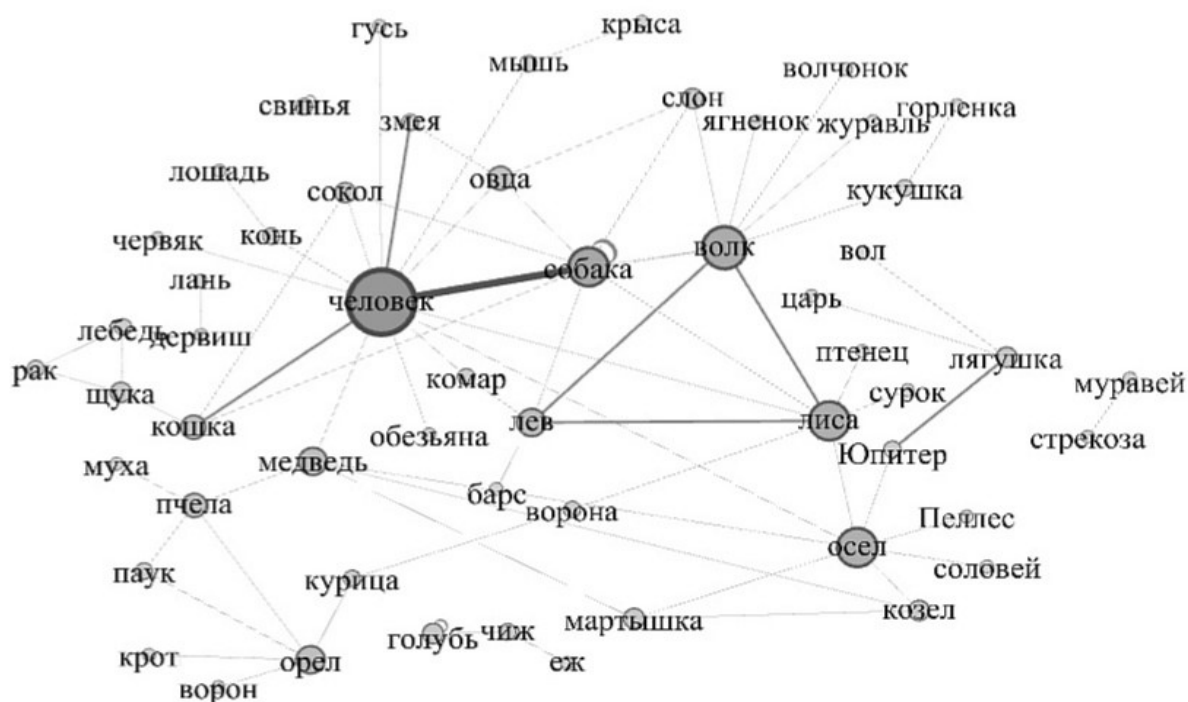 гусь
крыса
мышь
волчонок
свинья
слон
горленка
змея
ягненок
журавль
лошадь
сокол
овца
кукушка
червяк
конь
собака
волк
вол
лань
человек
царь
лебедь
дервиш
птенец
лягушка
рак
щука
комар
сурок
муравей
кошка
обезьяна
лев
лиса
стрекоза
муха
медведь
Юпитер
пчела
барс
ворона
Пеллес
осел
паук
курица
соловей
голубь
чиж
мартышка
козел
крот
орел
еж
ворон